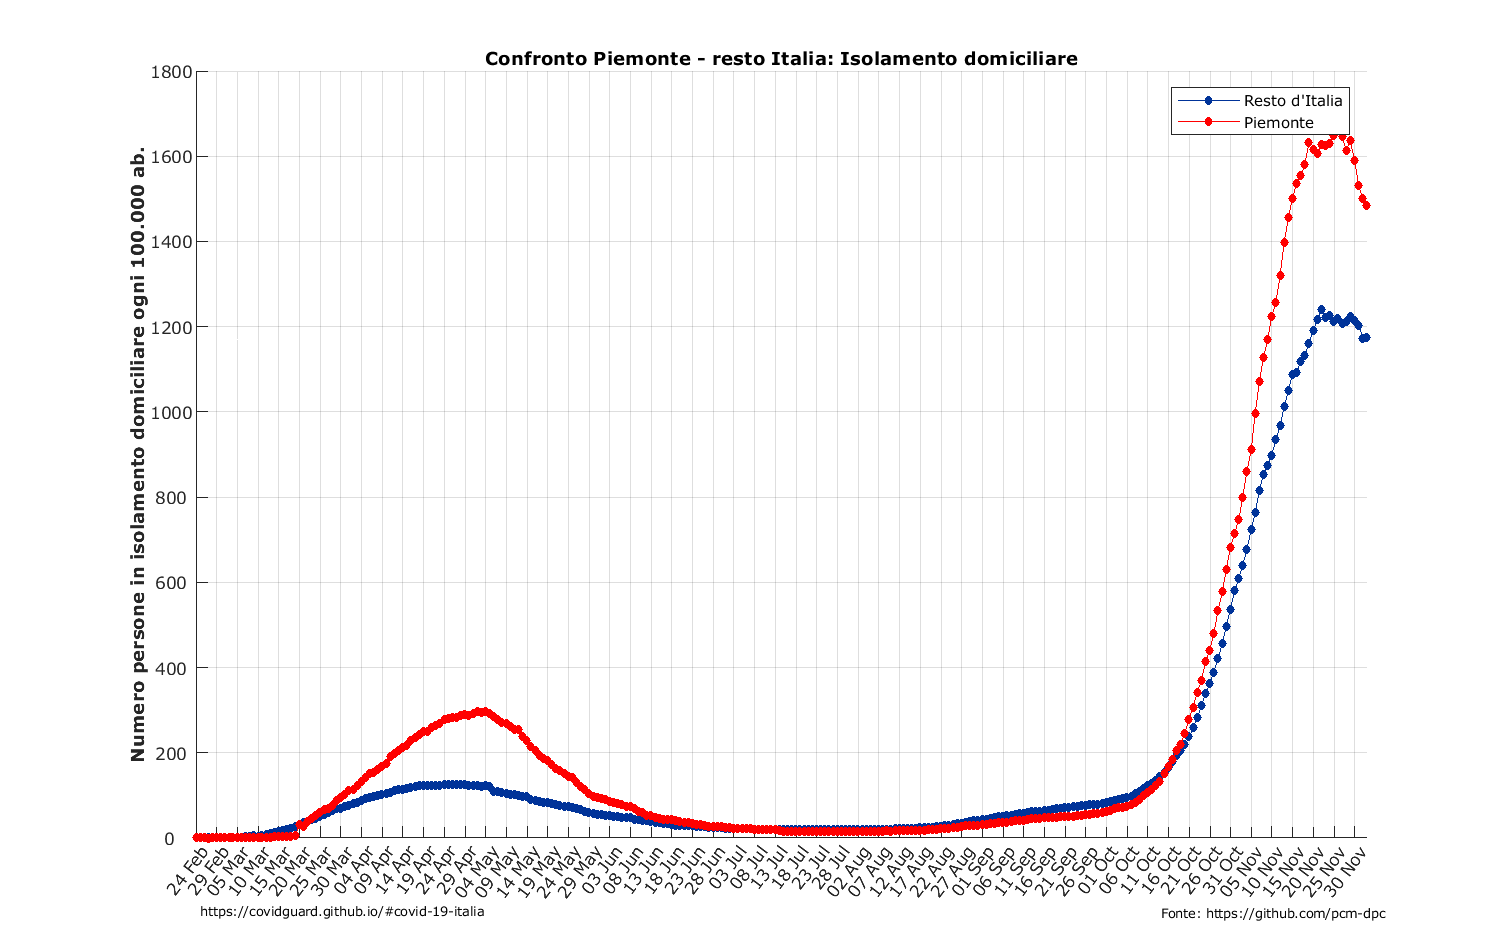 Confronto Piemonte - resto Italia: Isolamento domiciliare
Numero persone in isolamento domiciliare ogni 100.000 ab.
1800
1600
1400
1200
1000
800
600
400
200
0
Resto d'Italia
Piemonte
24 Feb
29 Feb
05 Mar
10 Mar
15 Mar
20 Mar
25 Mar
30 Mar
04 Apr
09 Apr
14 Apr
19 Apr
24 Apr
29 Apr
04 May
09 May
14 May
19 May
24 May
29 May
03 Jun
08 Jun
13 Jun
18 Jun
23 Jun
28 Jun
03 Jul
08 Jul
13 Jul
18 Jul
23 Jul
28 Jul
02 Aug
07 Aug
12 Aug
17 Aug
22 Aug
27 Aug
01 Sep
06 Sep
11 Sep
16 Sep
21 Sep
26 Sep
01 Oct
06 Oct
11 Oct
16 Oct
21 Oct
26 Oct
31 Oct
05 Nov
10 Nov
15 Nov
20 Nov
25 Nov
30 Nov
https://covidguard.github.io/#covid-19-italia
Fonte: https://github.com/pcm-dpc